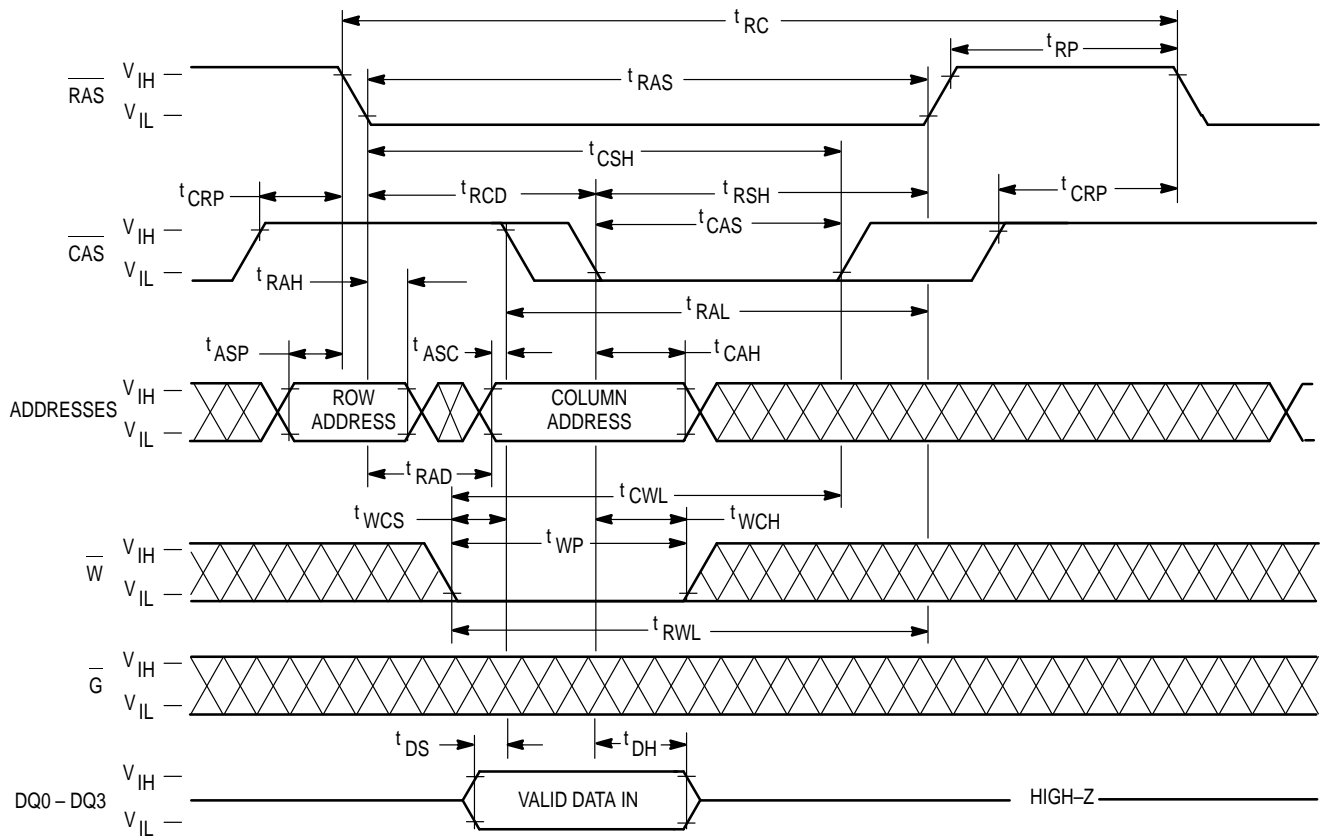 t RC
t RP
RAS
V IH
t RAS
V IL
t CSH
t CRP
t RCD
t RSH
t CRP
t CAS
CAS
V IH
V IL
t RAH
t RAL
t ASP
t ASC
t CAH
ADDRESSES
V IH
V IL
ROW
ADDRESS
COLUMN
ADDRESS
t RAD
t CWL
t WCS
t WCH
t WP
W
V IH
V IL
t RWL
G
V IH
V IL
t DS
t DH
DQ0 – DQ3
V IH
V IL
VALID DATA IN
HIGH–Z